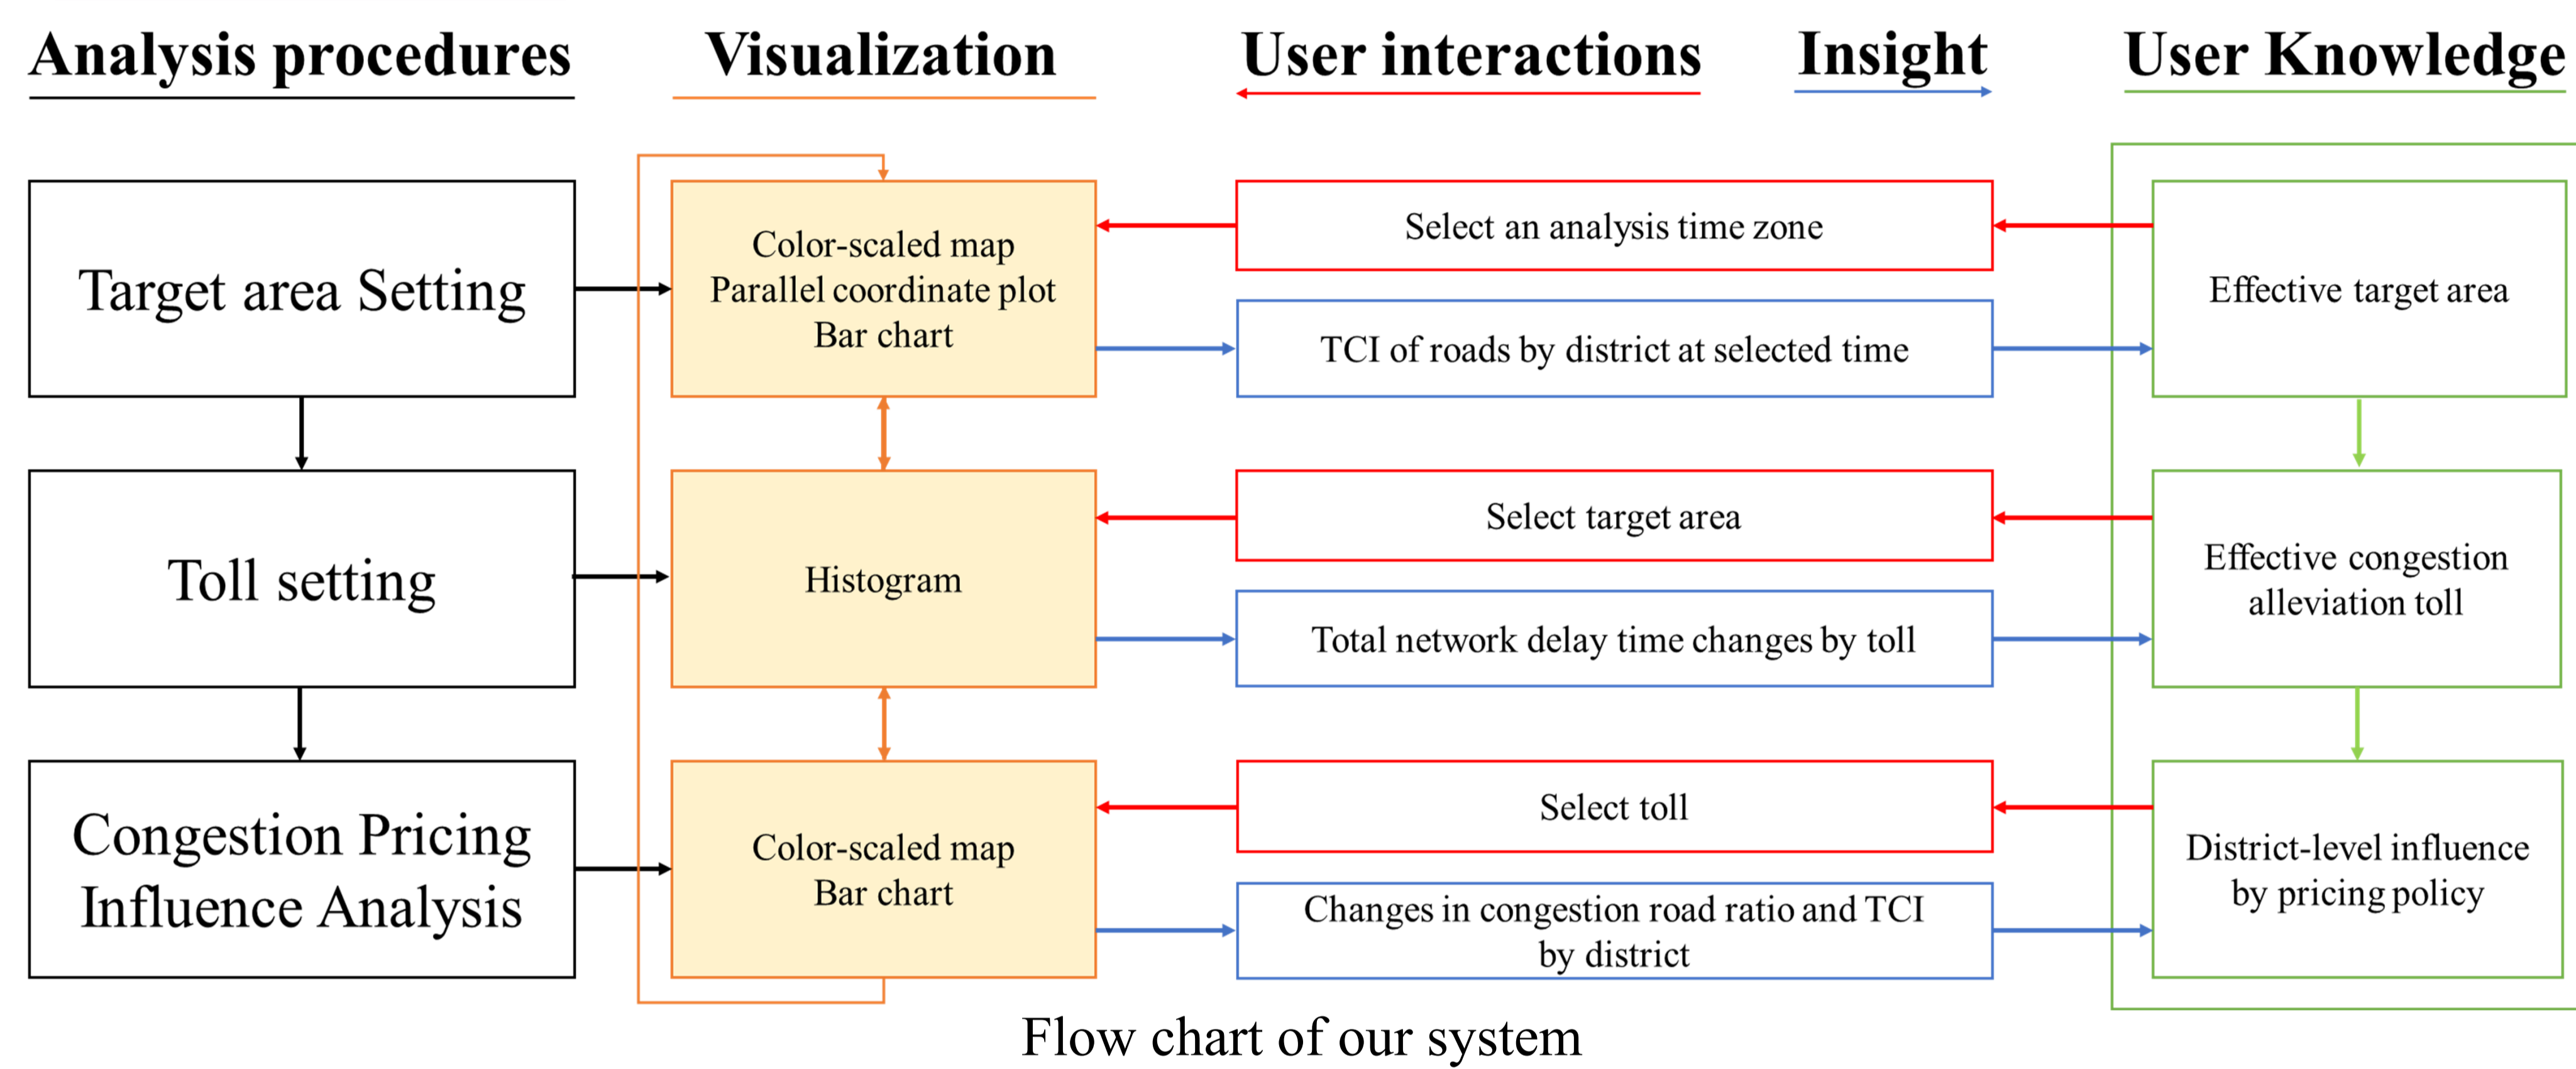 Analysis procedures
Visualization
User interactions
Insight
User Knowledge
Target area Setting
Color-scaled map
Parallel coordinate plot
Bar chart
Select an analysis time zone
TCI of roads by district at selected time
Effective target area
Toll setting
Histogram
Select target area
Total network delay time changes by toll
Effective congestion
alleviation toll
Congestion Pricing
Influence Analysis
Color-scaled map
Bar chart
Select toll
Changes in congestion road ratio and TCI
by district
District-level influence
by pricing policy
Flow chart of our system